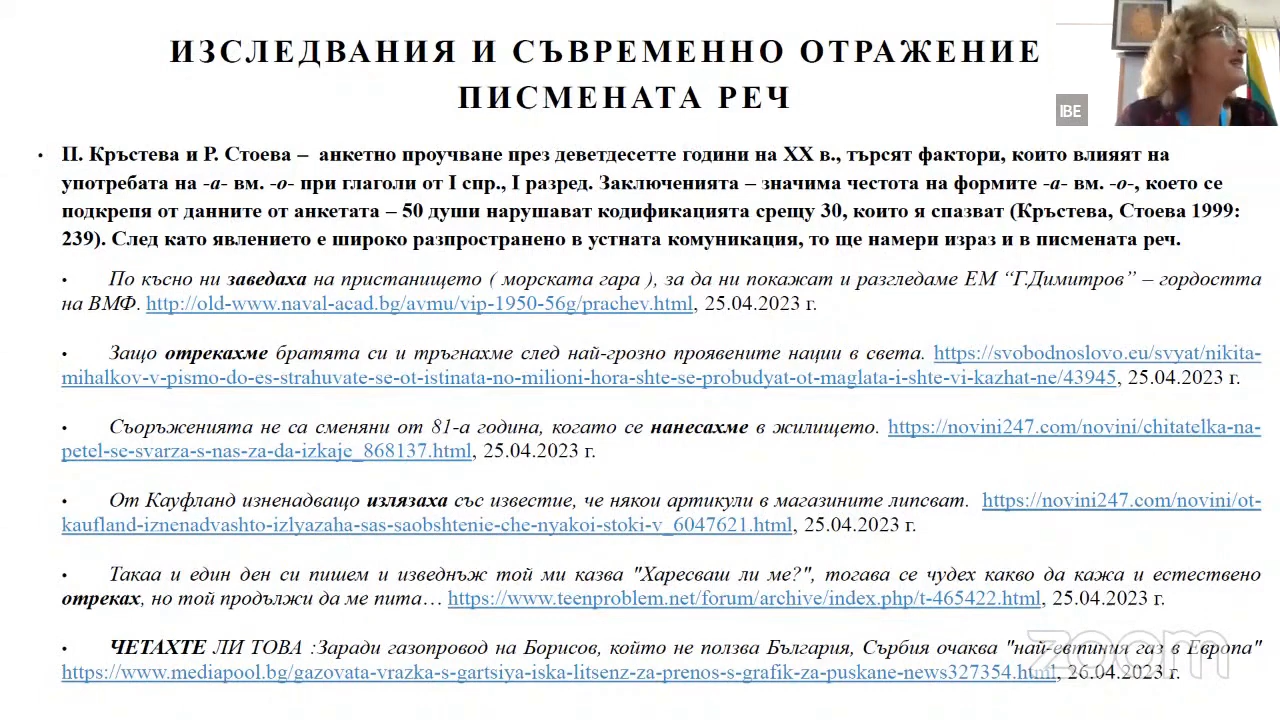 ИЗСЛЕДВАНИЯ И СЪВРЕМЕННО ОТРАЖЕНИЕ
ПИСМЕНАТА РЕЧ
IBE
• П. Кръстева и Р. Стоева – анкетно проучване през деветдесетте години на XX в., търсят фактори, които влияят на
употребата на -а- вм. -о- при глаголи от I спр., I разред. Заключенията – значима честота на формите -а- вм. -о-, което се
подкрепя от данните от анкетата – 50 души нарушават кодификацията срещу 30, които я спазват (Кръстева, Стоева 1999:
239). След като явлението е широко разпространено в устната комуникация, то ще намери израз и в писмената реч.
• По късно ни заведаха на пристанището ( морската гара ), за да ни покажат и разгледаме ЕМ “Г.Димитров” – гордостта
на ВМФ. http://old-www.naval-acad.bg/avmu/vip-1950-56g/prachev.html, 25.04.2023 г.
• Защо отрекахме братята си и тръгнахме след най-грозно проявените нации в света. https://svobodnoslovo.eu/svyat/nikita-
mihalkov-v-pismo-do-es-strahuvate-se-ot-istinata-no-milioni-hora-shte-se-probudyat-ot-maglata-i-shte-vi-kazhat-ne/43945, 25.04.2023 г.
• Съоръженията не са сменяни от 81-а година, когато се нанесахме в жилището. https://novini247.com/novini/chitatelka-na-
petel-se-svarza-s-nas-za-da-izkaje_868137.html, 25.04.2023 г.
• От Кауфланд изненадващо излязаха със известие, че някои артикули в магазините липсват. https://novini247.com/novini/ot-
kaufland-iznenadvashto-izlyazaha-sas-saobshtenie-che-nyakoi-stoki-v_6047621.html, 25.04.2023 г.
• Такаа и един ден си пишем и изведнъж той ми казва "Харесваш ли ме?", тогава се чудех какво да кажа и естествено
отреках, но той продължи да ме пита… https://www.teenproblem.net/forum/archive/index.php/t-465422.html, 25.04.2023 г.
• ЧЕТАХТЕ ЛИ ТОВА :Заради газопровод на Борисов, който не ползва България, Сърбия очаква "най-евтиния газ в Европа"
https://www.mediapool.bg/gazovata-vrazka-s-gartsiya-iska-litsenz-za-prenos-s-grafik-za-puskane-news327354.html, 26.04.2023 г.
zoom